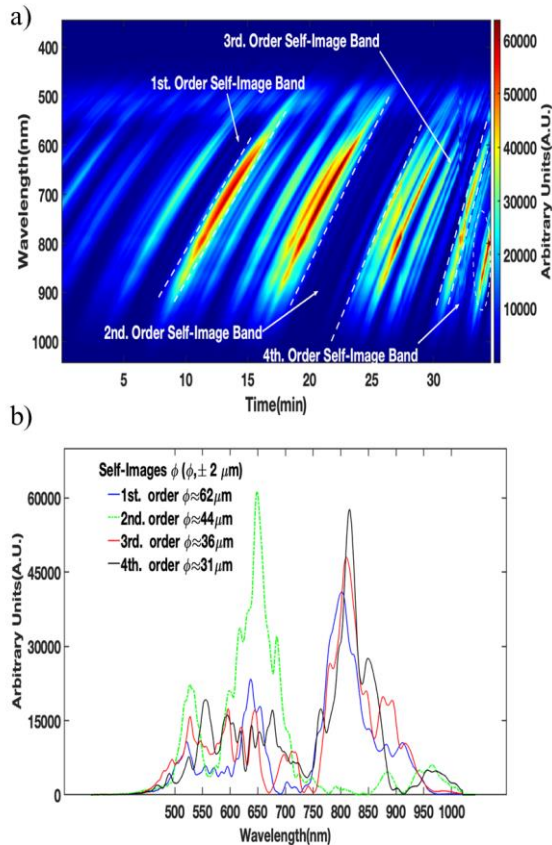 a)
3rd. Order Self-Image Band
1st. Order Self-Image Band
2nd. Order Self-Image Band
4th. Order Self-Image Band
Wavelength(nm)
400
500
600
700
800
900
1000
5 10 15 20 25 30
Time(min)
60000
50000
40000
30000
20000
10000
Arbitrary Units(A.U.)
b)
Self-Images ϕ (ϕ,± 2 μm)
1st. order ϕ≈62μm
2nd. order ϕ≈44μm
3rd. order ϕ≈36μm
4th. order ϕ≈31μm
Arbitrary Units(A.U.)
60000
45000
30000
15000
0
500 550 600 650 700 750 800 850 900 950 1000
Wavelength(nm)